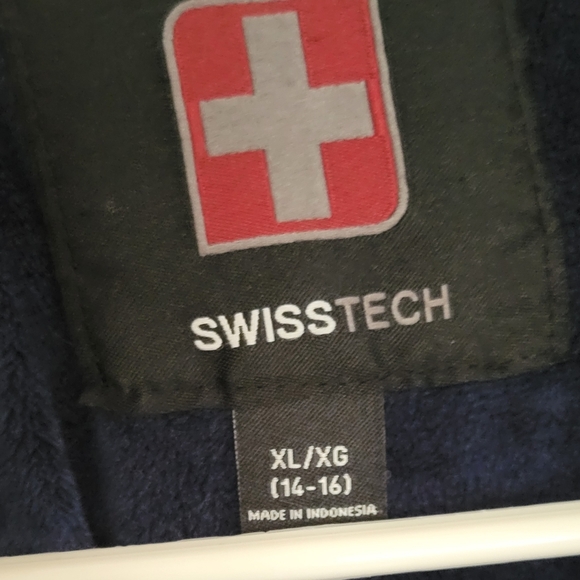 SWISSTECH
XL/XG
(14-16)
MADE IN INDONESIA